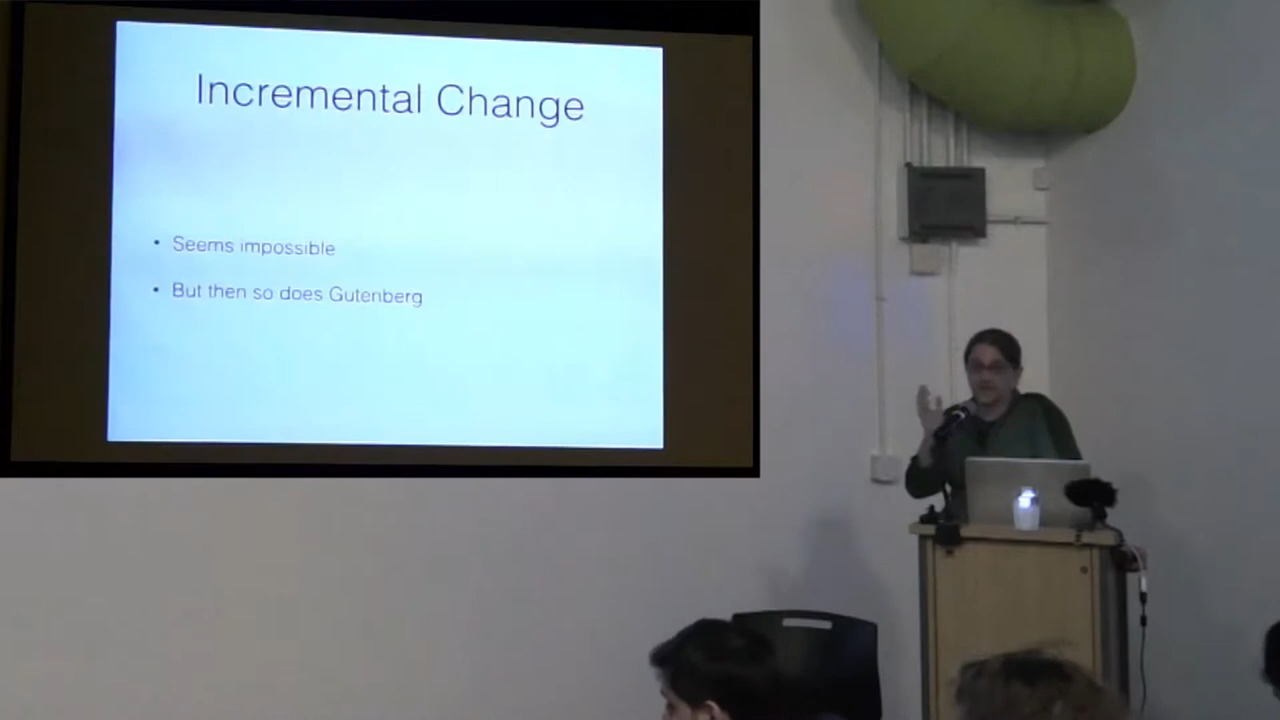 Incremental Change
• Seems impossible
• But then so does Gutenberg